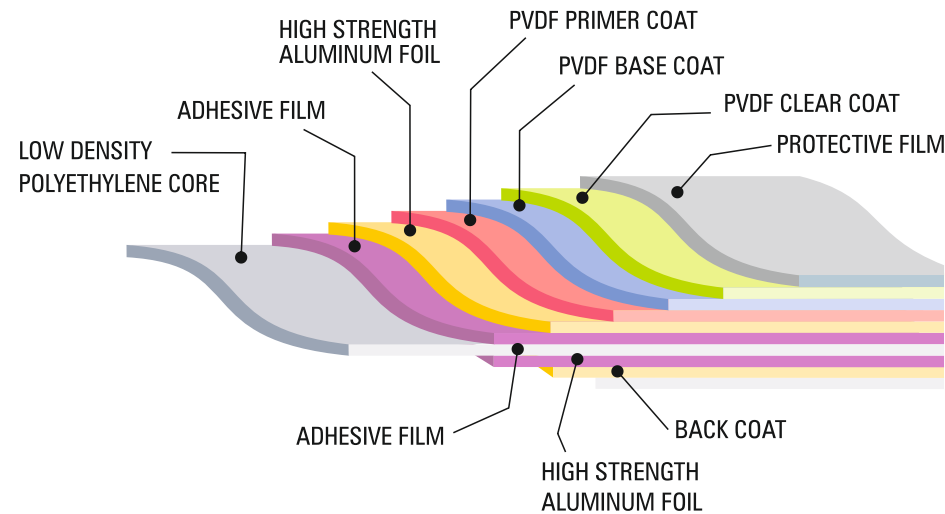 HIGH STRENGTH
ALUMINUM FOIL
PVDF PRIMER COAT
PVDF BASE COAT
PVDF CLEAR COAT
PROTECTIVE FILM
ADHESIVE FILM
LOW DENSITY
POLYETHYLENE CORE
ADHESIVE FILM
BACK COAT
HIGH STRENGTH
ALUMINUM FOIL